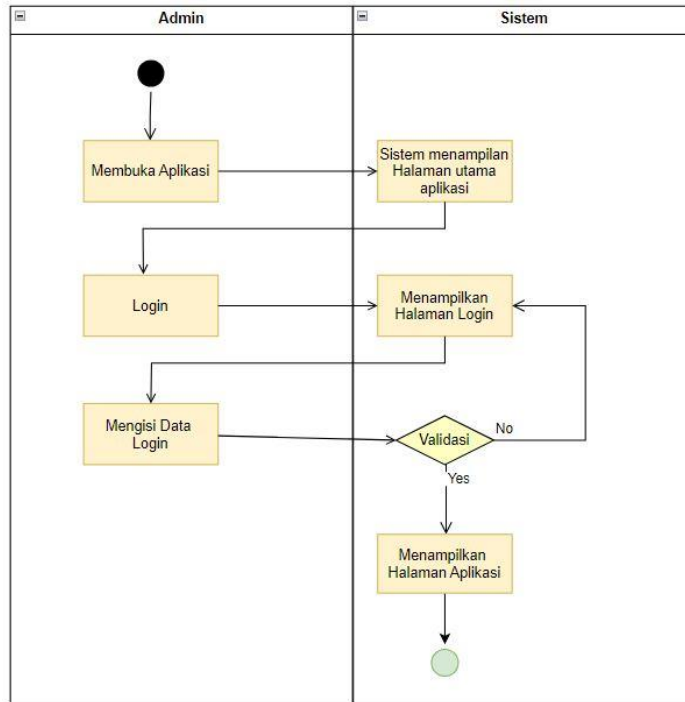 Admin
Sistem
Membuka Aplikasi
Sistem menampilan
Halaman utama
aplikasi
Login
Menampilkan
Halaman Login
Mengisi Data
Login
Validasi
No
Yes
Menampilkan
Halaman Aplikasi